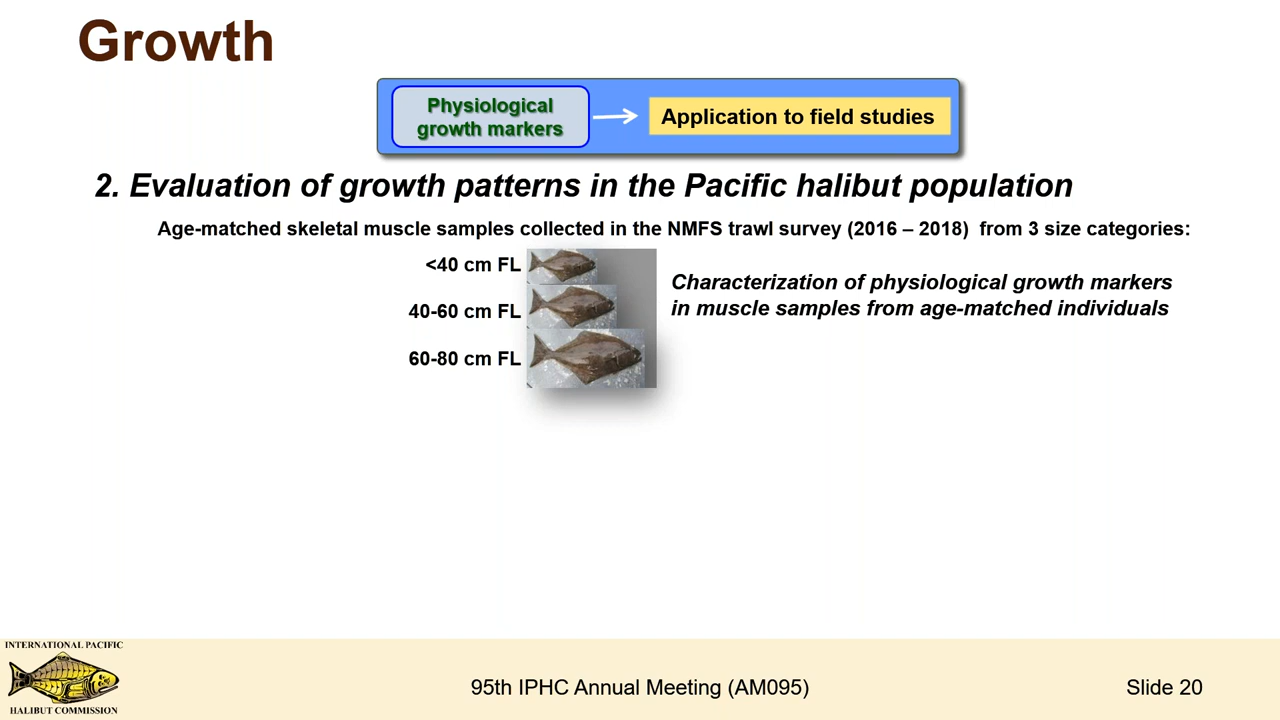 Growth
Physiological
growth markers
Application to field studies
2. Evaluation of growth patterns in the Pacific halibut population
Age-matched skeletal muscle samples collected in the NMFS trawl survey (2016 – 2018) from 3 size categories:
<40 cm FL
40-60 cm FL
60-80 cm FL
Characterization of physiological growth markers
in muscle samples from age-matched individuals
INTERNATIONAL PACIFIC
HALIBUT COMMISSION
95th IPHC Annual Meeting (AM095)
Slide 20